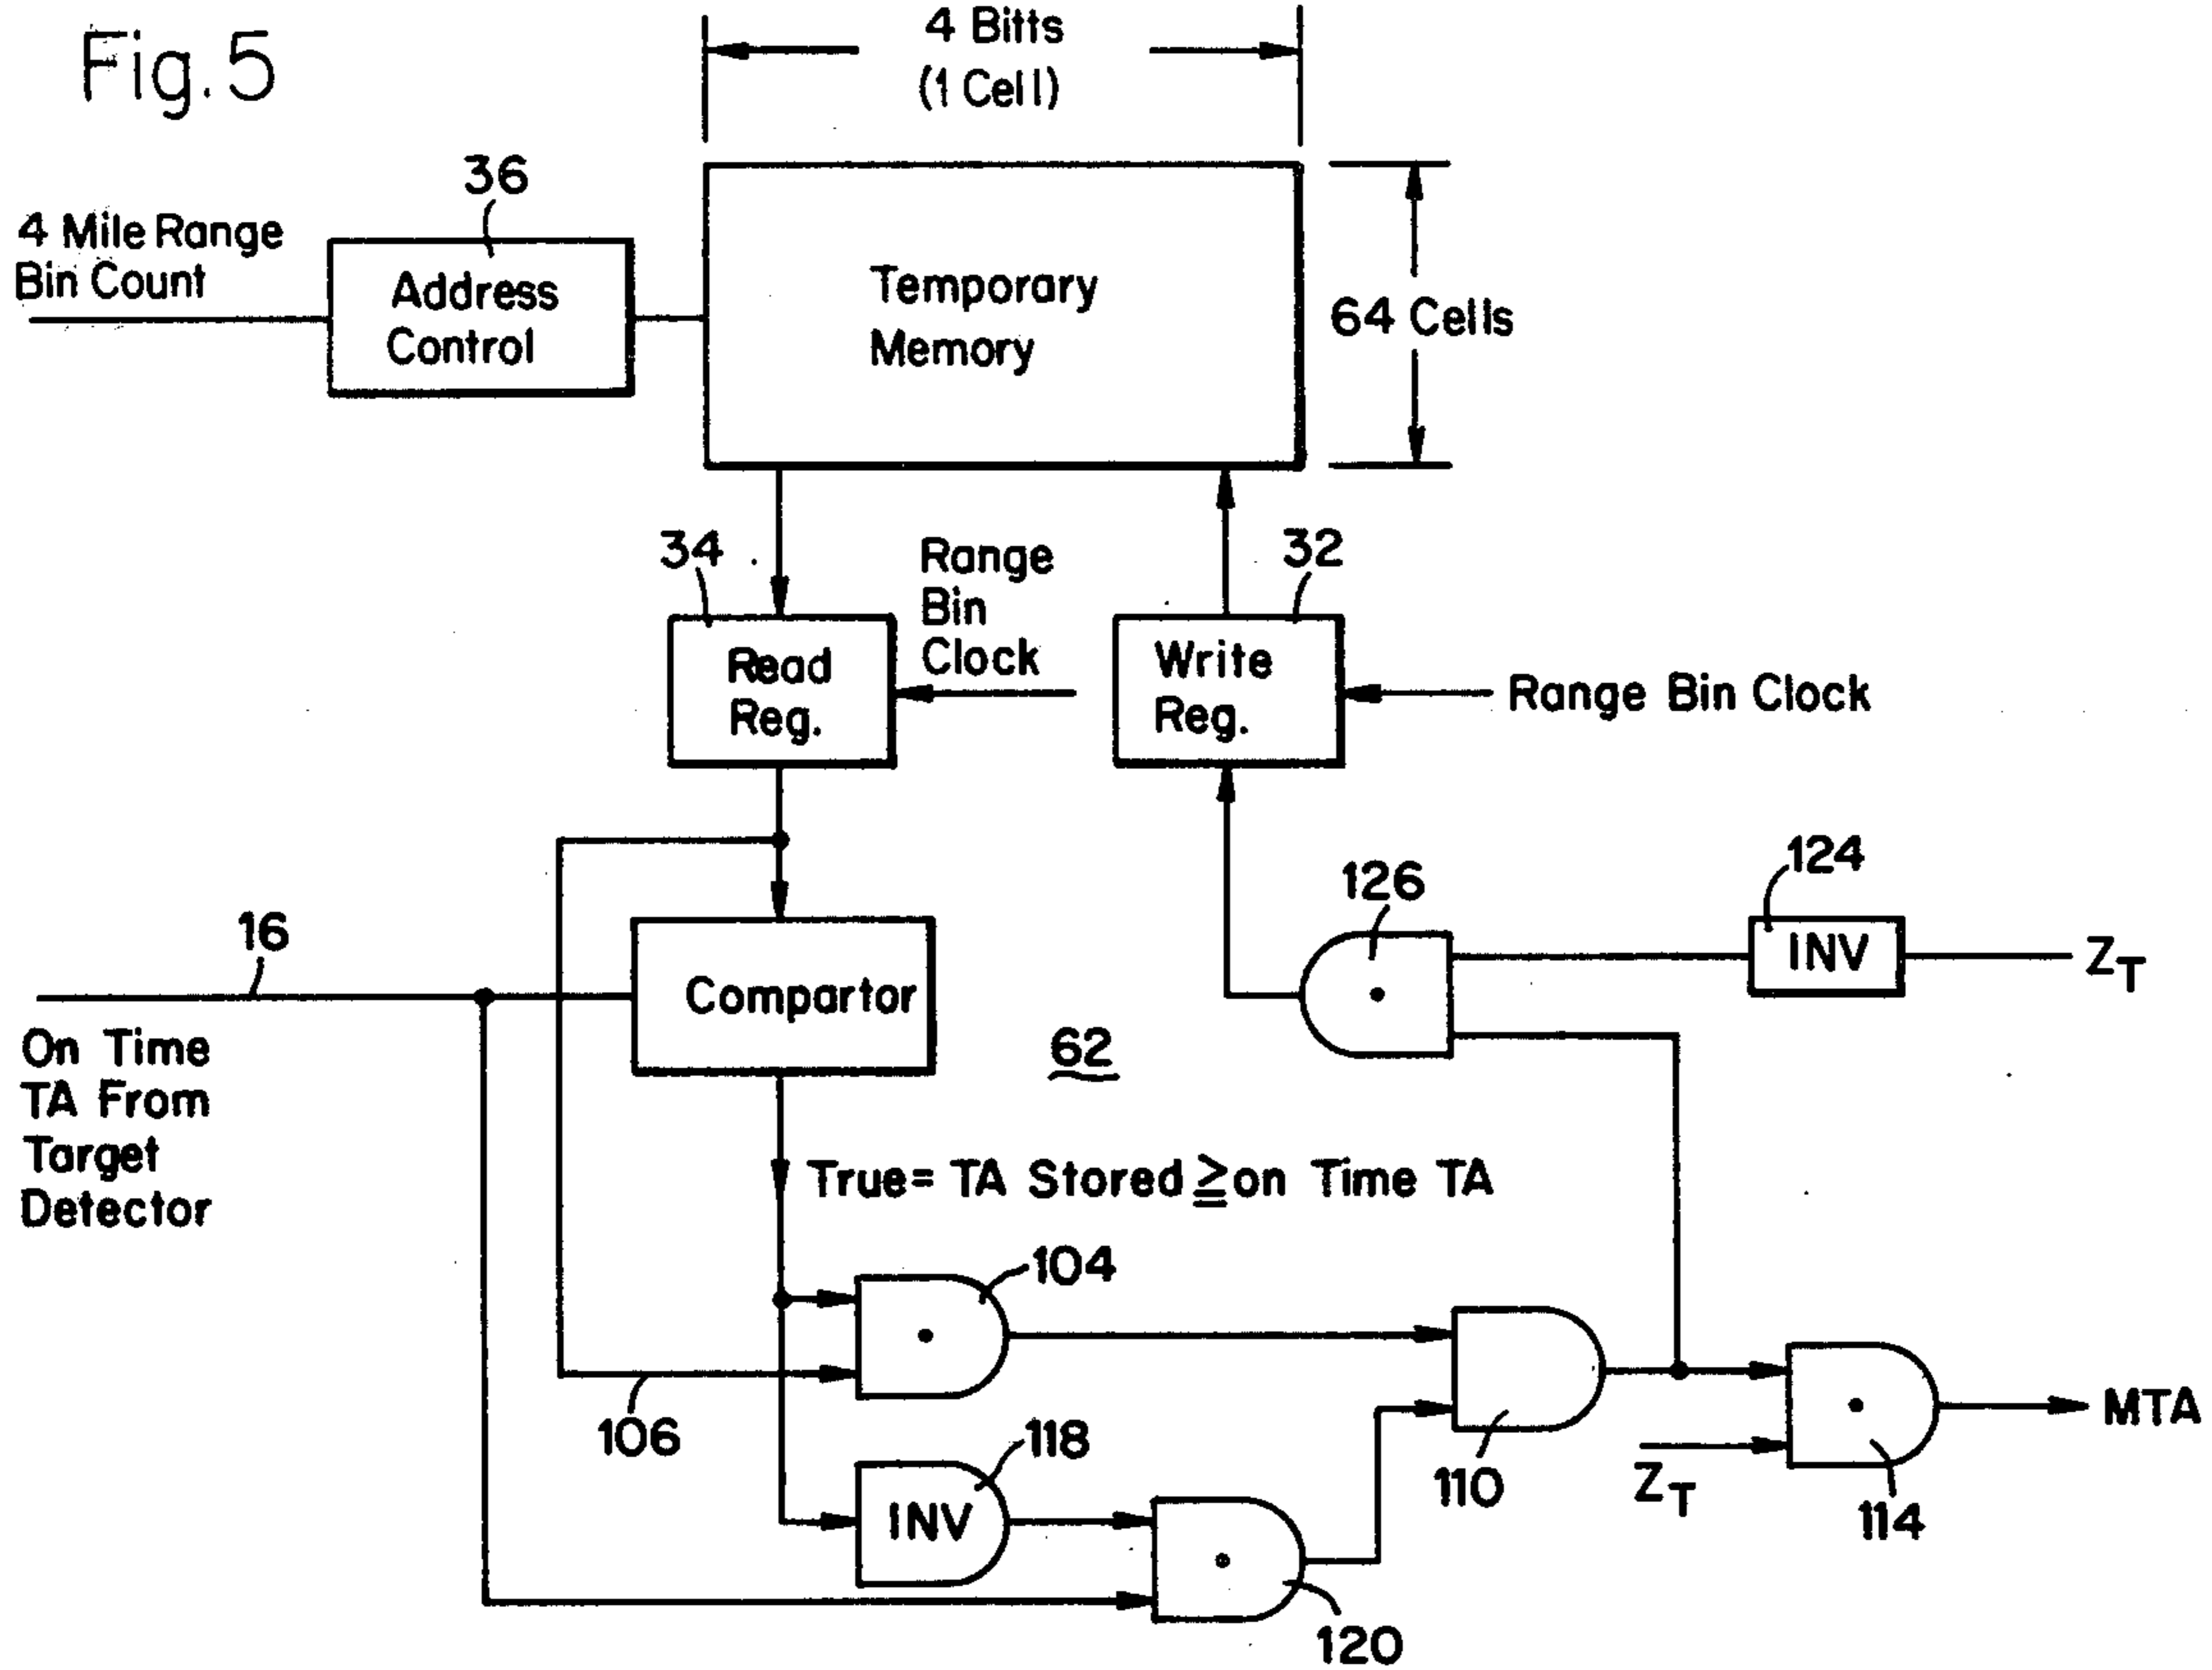 Fig. 5
4 Bitts
(1 Cell)
36
4 Mile Range
Bin Count
Address
Control
Temporary
Memory
64 Cells
34
Range
Bin
Clock
32
Read
Reg.
Write
Reg.
Range Bin Clock
124
126
16
INV
ZT
Compartor
On Time
TA From
Target
Detector
62
True= TA Stored ≧ on Time TA
104
106
118
110
MTA
ZT
INV
114
120